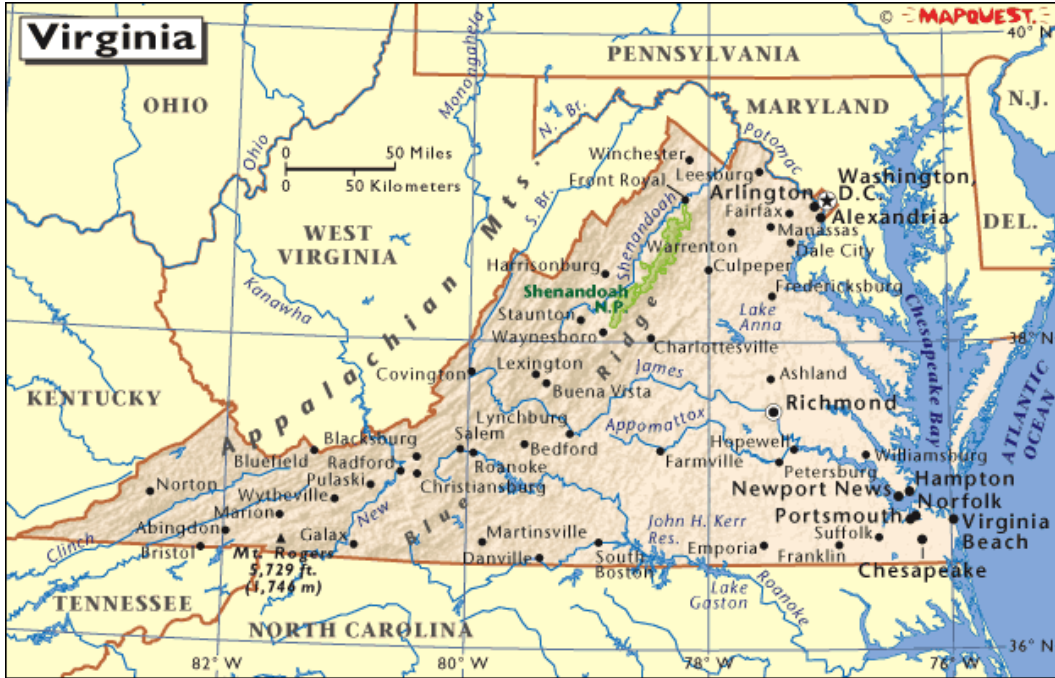 Virginia
© MAPQUEST.
40° N
PENNSYLVANIA
OHIO
Monongahela
N. Br.
MARYLAND
N.J.
Ohio
0 50 Miles
0 50 Kilometers
Potomac
Winchester
Leesburg
Front Royal
Washington,
D.C.
Arlington
Fairfax
Alexandria
S. Br.
Shenandoah
DEL.
WEST
VIRGINIA
Manassas
Warrenton
Dale City
Harrisonburg
Culpeper
Shenandoah
N.P.
Fredericksburg
Kanawha
Appalachian Mts.
Staunton
Lake
Anna
Waynesboro
Charlottesville
38° N
Chesapeake Bay
Blue Ridge
Lexington
Covington
James
Ashland
KENTUCKY
Buena Vrsta
Richmond
ATLANTIC
OCEAN
Lynchburg
Appomattox
Blacksburg
Salem
Hopewell
Bluefield
Radford
Roanoke
Bedford
Farmville
Williamsburg
Petersburg
Norton
Pulaski
Christiansburg
Wytheville
Newport News
Hampton
Norfolk
Marion
New
Portsmouth
Abingdon
Galax
Martinsville
John H. Kerr
Res.
Suffolk
Virginia
Beach
Clinch
Bristol
Mt. Rogers
5,729 ft.
(1,746 m)
Danville
South
Boston
Emporia
Franklin
Chesapeake
TENNESSEE
Lake
Gaston
Roanoke
NORTH CAROLINA
36° N
82° W
80° W
78° W
76° W